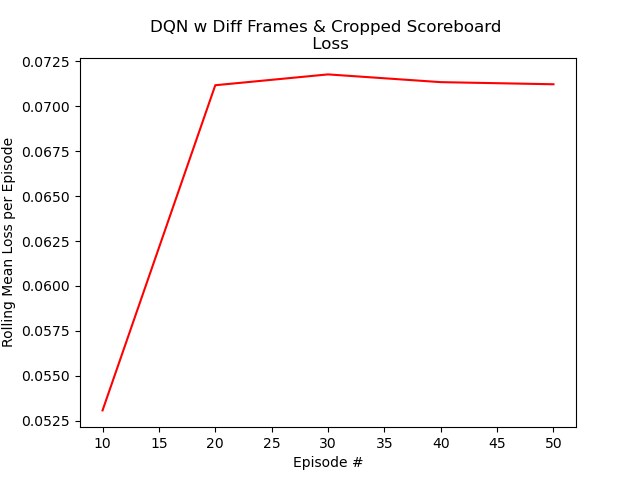 DQN w Diff Frames & Cropped Scoreboard
Loss
Rolling Mean Loss per Episode
0.0725
0.0700
0.0675
0.0650
0.0625
0.0600
0.0575
0.0550
0.0525
10 15 20 25 30 35 40 45 50
Episode #